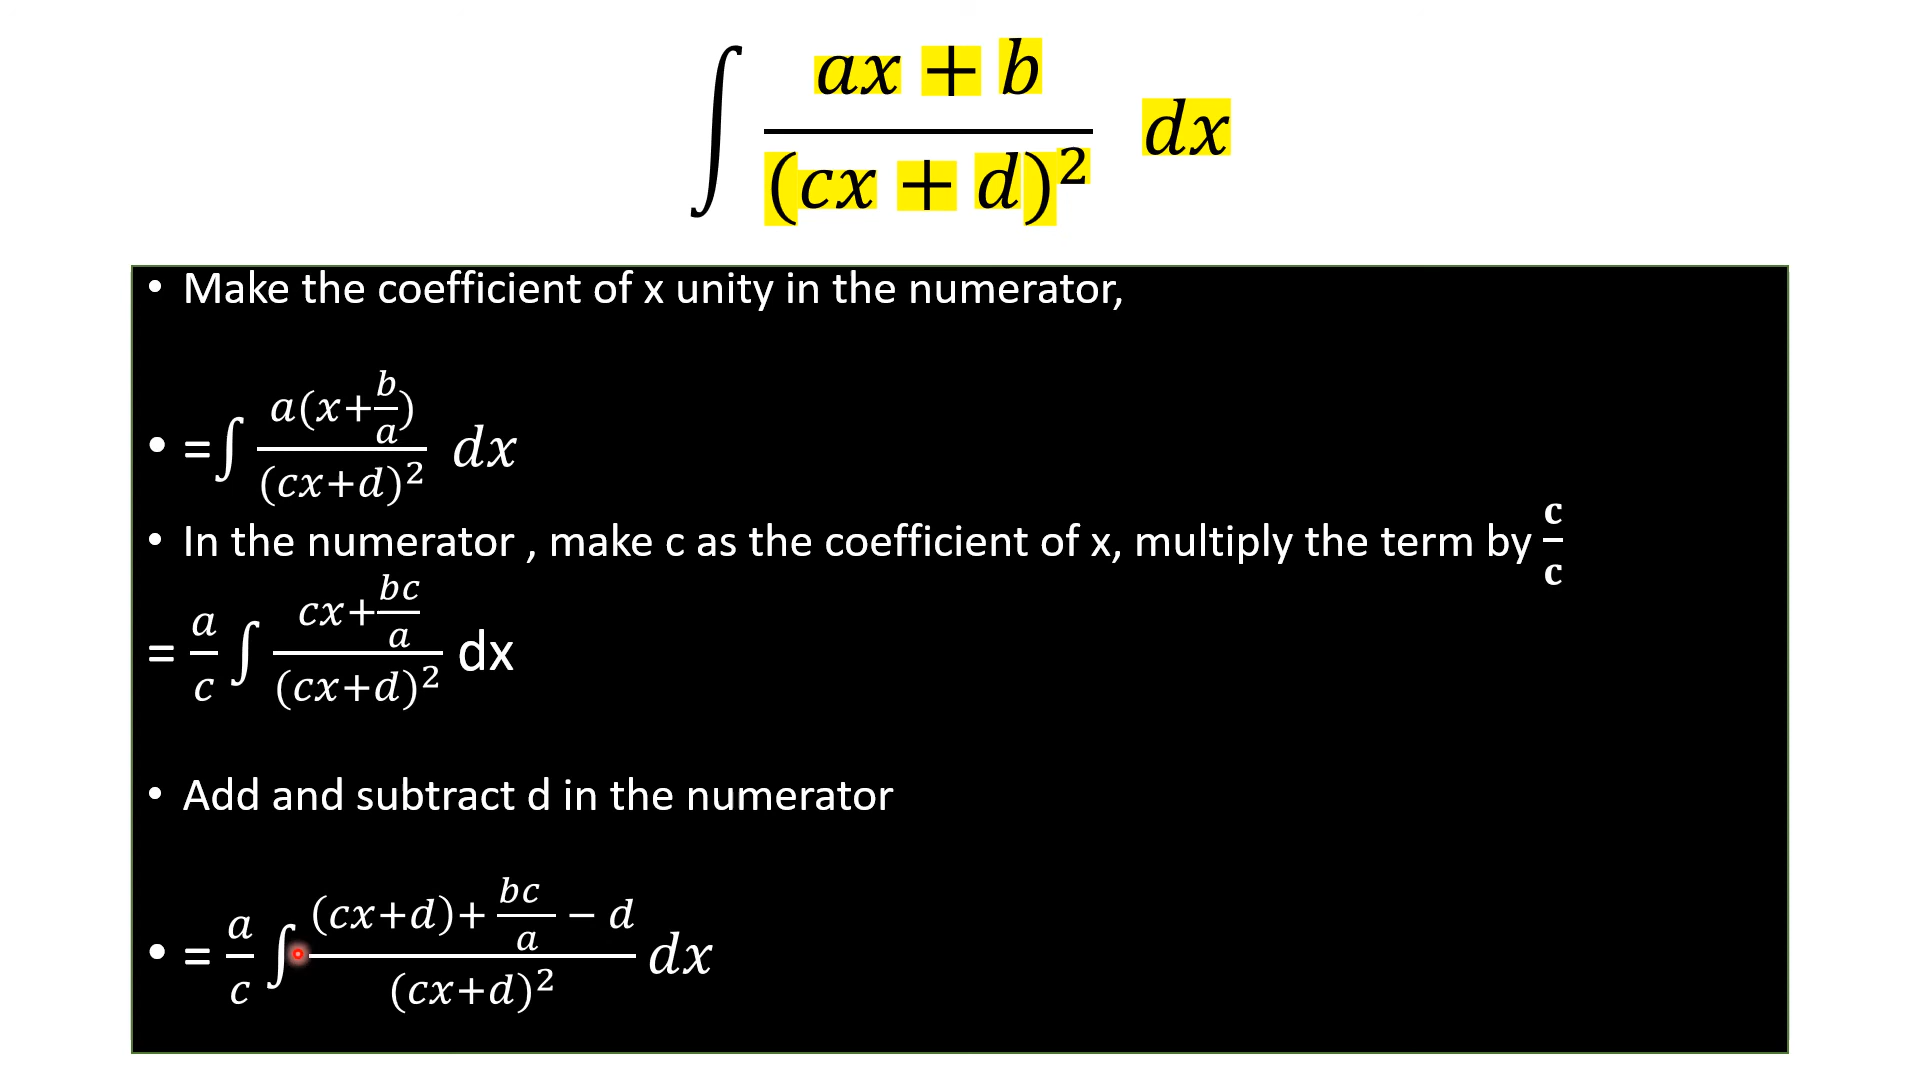 ∫ (ax + b)/(cx + d)² dx
• Make the coefficient of x unity in the numerator,
• =∫ a(x+b/a)/(cx+d)² dx
• In the numerator , make c as the coefficient of x, multiply the term by c/c
= a/c ∫ (cx+bc/a)/(cx+d)² dx
• Add and subtract d in the numerator
• = a/c ∫ ((cx+d)+ bc/a − d)/(cx+d)² dx